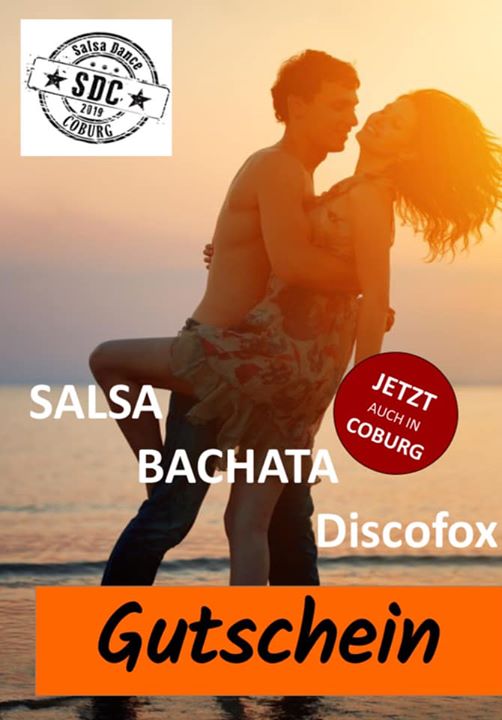 Salsa Dance
SDC
2019
COBURG
SALSA
JETZT
AUCH IN
COBURG
BACHATA
Discofox
Gutschein